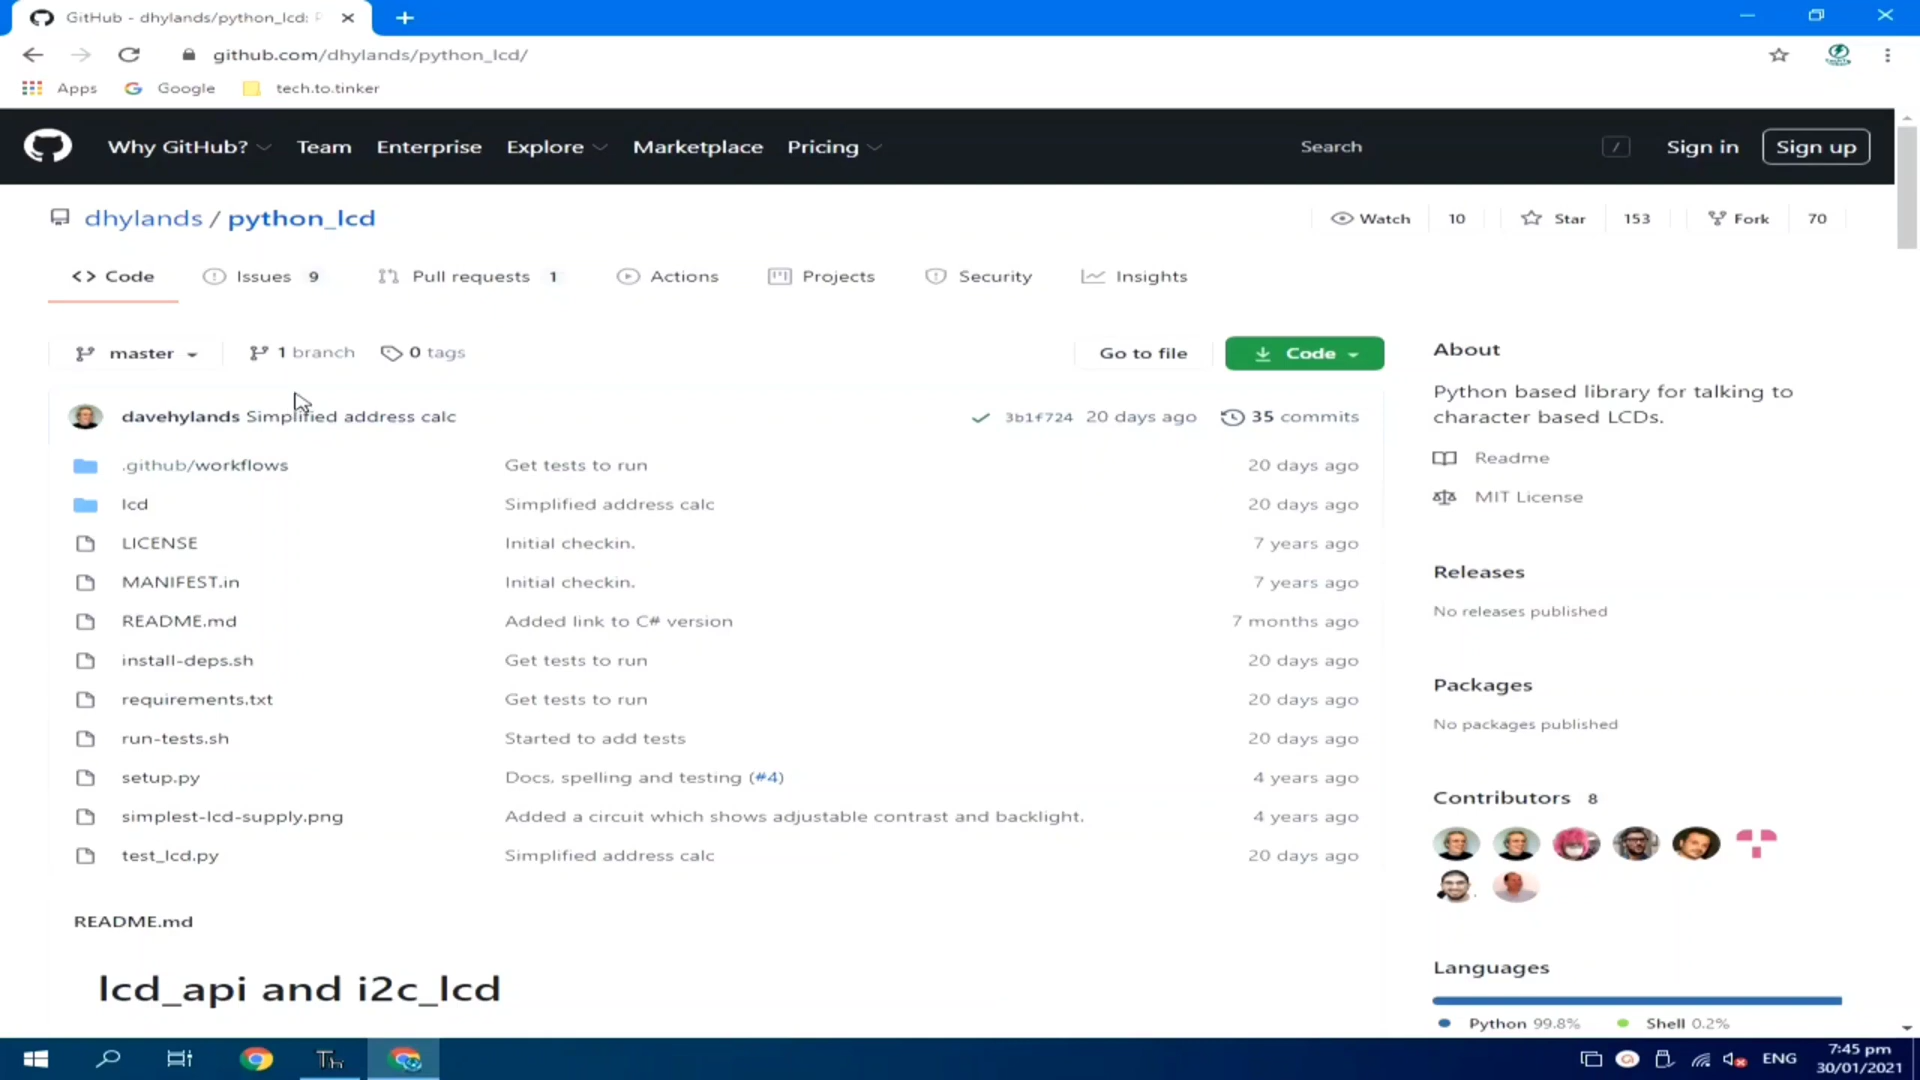 GitHub - dhylands/python_lcd:
github.com/dhylands/python_lcd/
Apps Google tech.to.tinker
Why GitHub? Team Enterprise Explore Marketplace Pricing Search / Sign in Sign up
dhylands / python_lcd Watch 10 Star 153 Fork 70
<> Code Issues 9 Pull requests 1 Actions Projects Security Insights
master 1 branch 0 tags Go to file Code
davehylands Simplified address calc 3b1f724 20 days ago 35 commits
.github/workflows Get tests to run 20 days ago
lcd Simplified address calc 20 days ago
LICENSE Initial checkin. 7 years ago
MANIFEST.in Initial checkin. 7 years ago
README.md Added link to C# version 7 months ago
install-deps.sh Get tests to run 20 days ago
requirements.txt Get tests to run 20 days ago
run-tests.sh Started to add tests 20 days ago
setup.py Docs, spelling and testing (#4) 4 years ago
simplest-lcd-supply.png Added a circuit which shows adjustable contrast and backlight. 4 years ago
test_lcd.py Simplified address calc 20 days ago
README.md
lcd_api and i2c_lcd
About
Python based library for talking to
character based LCDs.
Readme
MIT License
Releases
No releases published
Packages
No packages published
Contributors 8
Languages
Python 99.8% Shell 0.2%
ENG
7:45 pm
30/01/2021